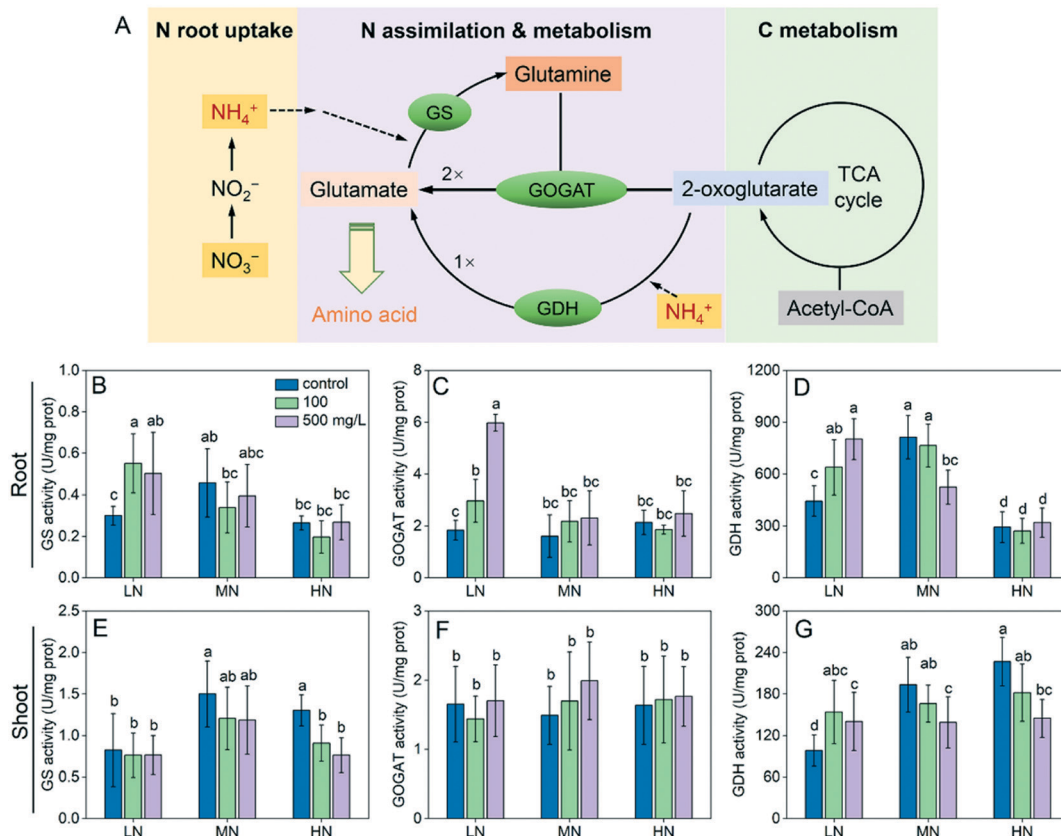 A
N root uptake
N assimilation & metabolism
C metabolism
Glutamine
GS
NH₄⁺
NO₂⁻
NO₃⁻
Glutamate
2×
GOGAT
2-oxoglutarate
TCA
cycle
1×
GDH
NH₄⁺
Amino acid
Acetyl-CoA
Root
B
GS activity (U/mg prot)
1.0
0.8
0.6
0.4
0.2
0.0
control
100
500 mg/L
c a ab
ab bc abc
bc bc bc
LN MN HN
C
GOGAT activity (U/mg prot)
8
6
4
2
0
c b a
bc bc bc
bc bc bc
LN MN HN
D
GDH activity (U/mg prot)
1200
900
600
300
0
c ab a
a a bc
d d d
LN MN HN
Shoot
E
GS activity (U/mg prot)
2.5
2.0
1.5
1.0
0.5
0.0
b b b
a ab ab
a b b
LN MN HN
F
GOGAT activity (U/mg prot)
3
2
1
0
b b b
b b b
b b b
LN MN HN
G
GDH activity (U/mg prot)
300
240
180
120
60
0
d abc c
ab ab c
a ab bc
LN MN HN